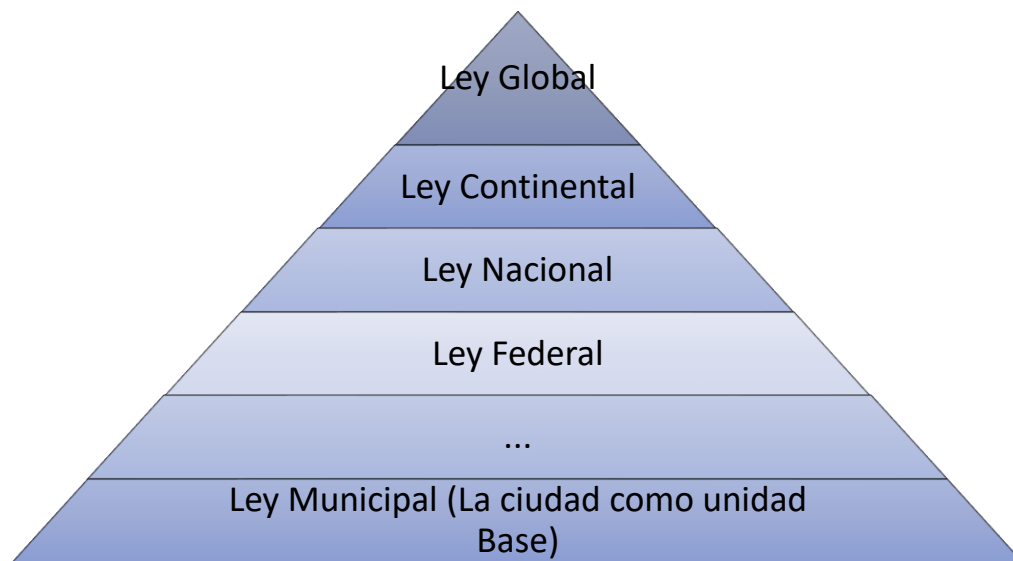 Ley Global
Ley Continental
Ley Nacional
Ley Federal
...
Ley Municipal (La ciudad como unidad
Base)